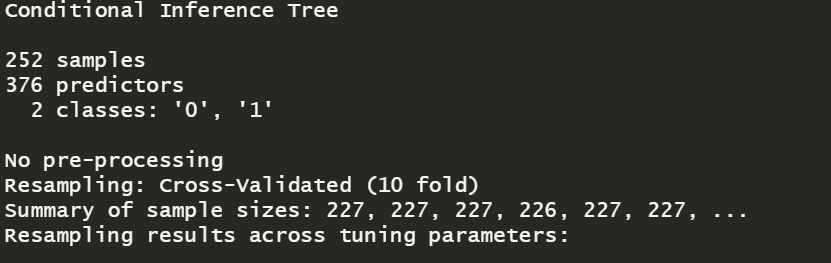 Conditional Inference Tree
252 samples
376 predictors
2 classes: '0', '1'
No pre-processing
Resampling: Cross-Validated (10 fold)
Summary of sample sizes: 227, 227, 227, 226, 227, 227, ...
Resampling results across tuning parameters: